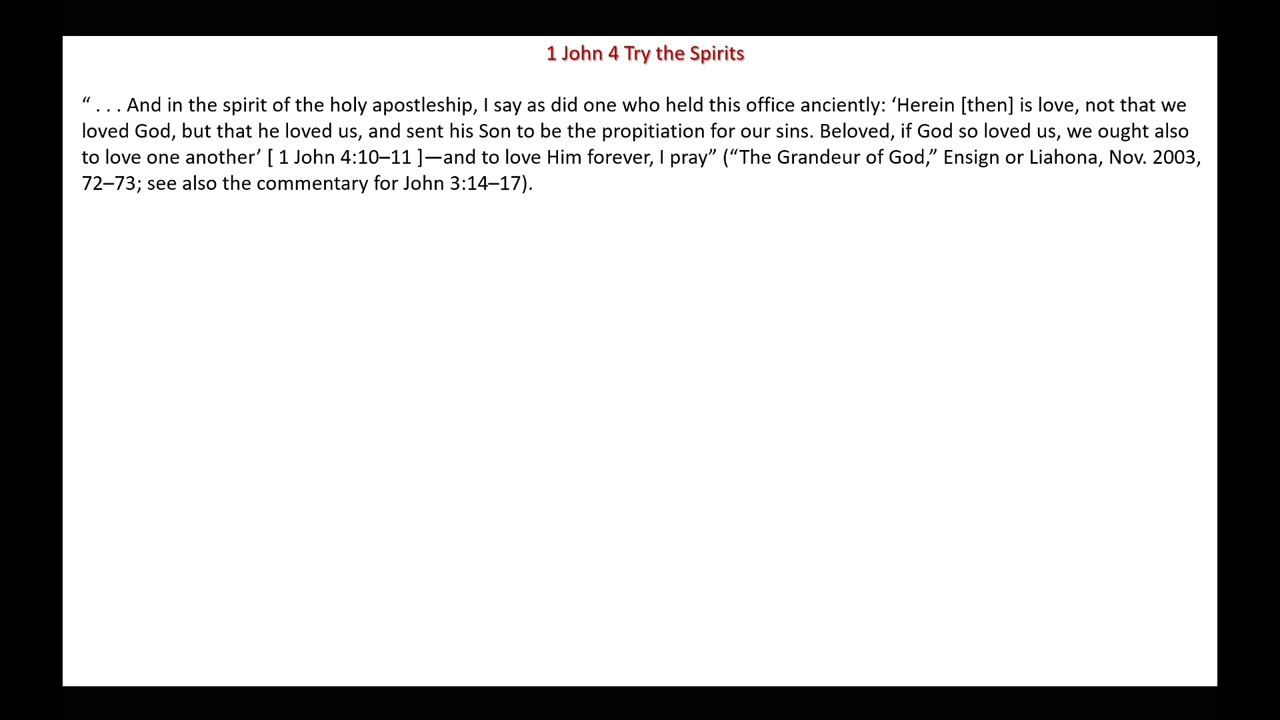 1 John 4 Try the Spirits
“ . . . And in the spirit of the holy apostleship, I say as did one who held this office anciently: ‘Herein [then] is love, not that we
loved God, but that he loved us, and sent his Son to be the propitiation for our sins. Beloved, if God so loved us, we ought also
to love one another’ [ 1 John 4:10–11 ]—and to love Him forever, I pray” (“The Grandeur of God,” Ensign or Liahona, Nov. 2003,
72–73; see also the commentary for John 3:14–17).